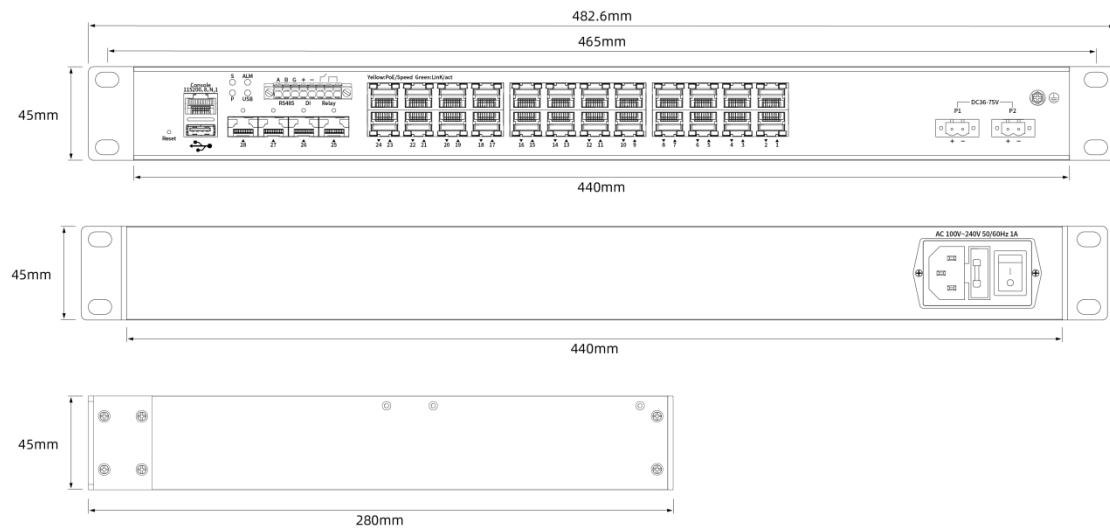 482.6mm
465mm
45mm
Console
115200,8,N,1
S ALM
P USB
A B G + −
RS485 DI Relay
Yellow:PoE/Speed Green:LinK/act
DC36-75V
P1 P2
+ − + −
Reset
28 27 26 25
24 23 22 21 20 19 18 17 16 15 14 13 12 11 10 9 8 7 6 5 4 3 2 1
440mm
AC 100V~240V 50/60Hz 1A
45mm
440mm
45mm
280mm